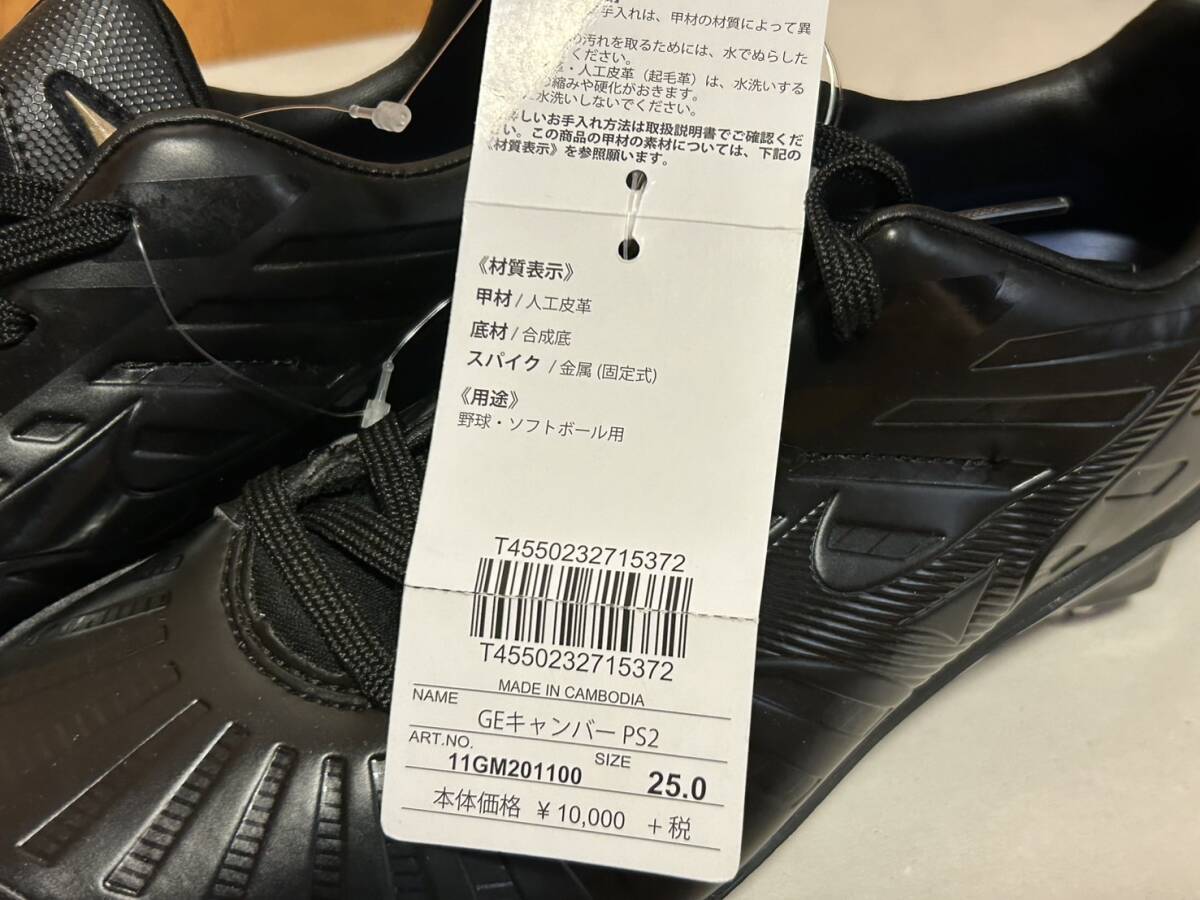 手入れは、甲材の材質によって異
の汚れを取るためには、水でぬらした
ください。
・人工皮革（起毛革）は、水洗いする
縮みや硬化がおきます。
水洗いしないでください。
しいお手入れ方法は取扱説明書でご確認くだ
い。この商品の甲材の素材については、下記の
《材質表示》を参照願います。
《材質表示》
甲材 / 人工皮革
底材 / 合成底
スパイク / 金属 (固定式)
《用途》
野球・ソフトボール用
T4550232715372
T4550232715372
MADE IN CAMBODIA
NAME
GEキャンバー PS2
ART.NO.
11GM201100
SIZE
25.0
本体価格 ¥10,000 +税